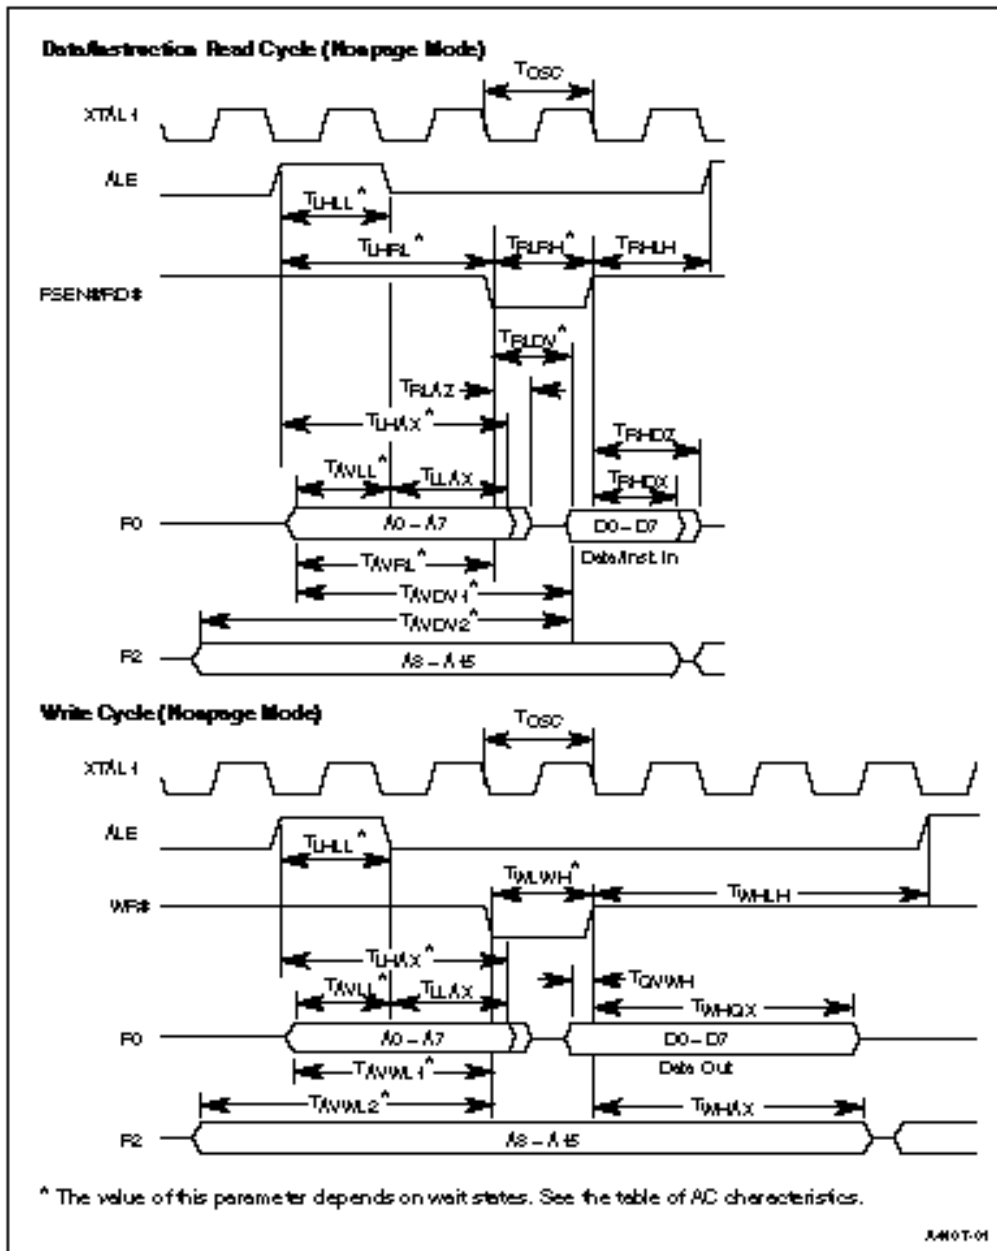 Data/Instruction Read Cycle (Nonpage Mode)
TOSC
XTAL1
ALE
TLHLL^
TLHRL^ TRLRH^ TRHLH
PSEN#/RD#
TRLDV^
TRLAZ
TLHAX^
TRHDZ
TAVLL^ TLLAX TRHDX
P0 A0 – A7 D0 – D7
TAVRL^ Data/Inst. In
TAVDV1^
TAVDV2^
P2 A8 – A15
Write Cycle (Nonpage Mode)
TOSC
XTAL1
ALE
TLHLL^
TWLWH^ TWHLH
WR#
TLHAX^
TAVLL^ TLLAX TQVWH
TWHQX
P0 A0 – A7 D0 – D7
TAVWL1^ Data Out
TAVWL2^ TWHAX
P2 A8 – A15
^ The value of this parameter depends on wait states. See the table of AC characteristics.